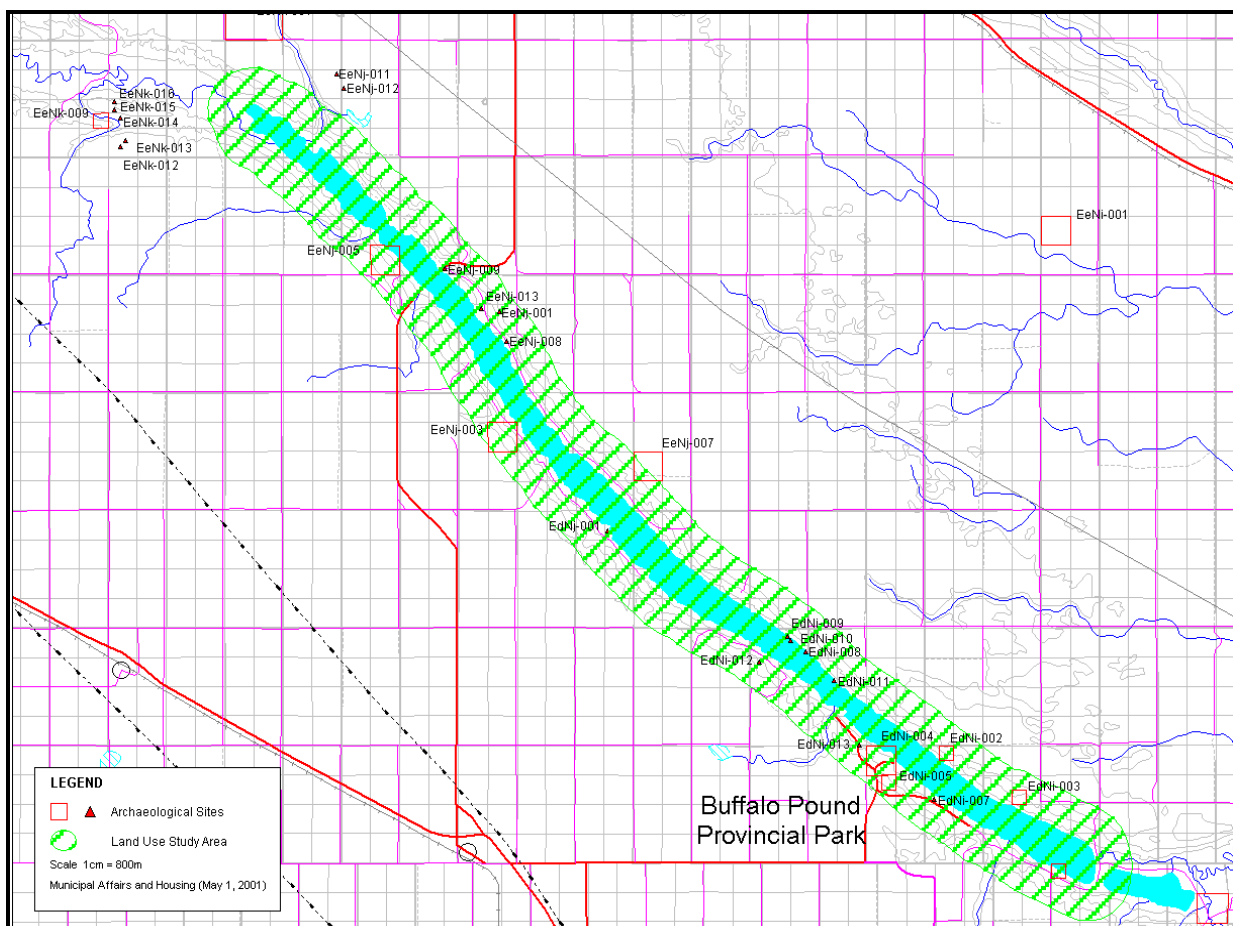 EeNj-011
EeNj-012
EeNk-016
EeNk-015
EeNk-009
EeNk-014
EeNk-013
EeNk-012
EeNi-001
EeNj-005
EeNj-009
EeNj-013
EeNj-001
EeNj-008
EeNj-003
EeNj-007
EdNj-001
EdNi-009
EdNi-010
EdNi-008
EdNi-012
EdNi-011
EdNi-004
EdNi-002
EdNi-013
EdNi-005
EdNi-003
EdNi-007
Buffalo Pound
Provincial Park
LEGEND
Archaeological Sites
Land Use Study Area
Scale 1cm = 800m
Municipal Affairs and Housing (May 1, 2001)